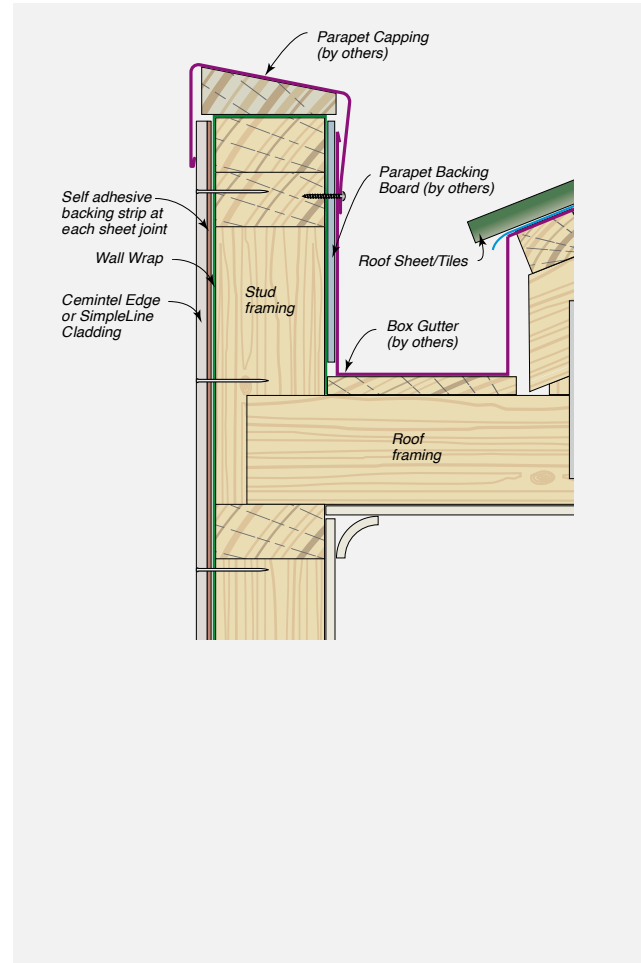 Parapet Capping
(by others)
Parapet Backing
Board (by others)
Self adhesive
backing strip at
each sheet joint
Wall Wrap
Roof Sheet/Tiles
Cemintel Edge
or SimpleLine
Cladding
Stud
framing
Box Gutter
(by others)
Roof
framing